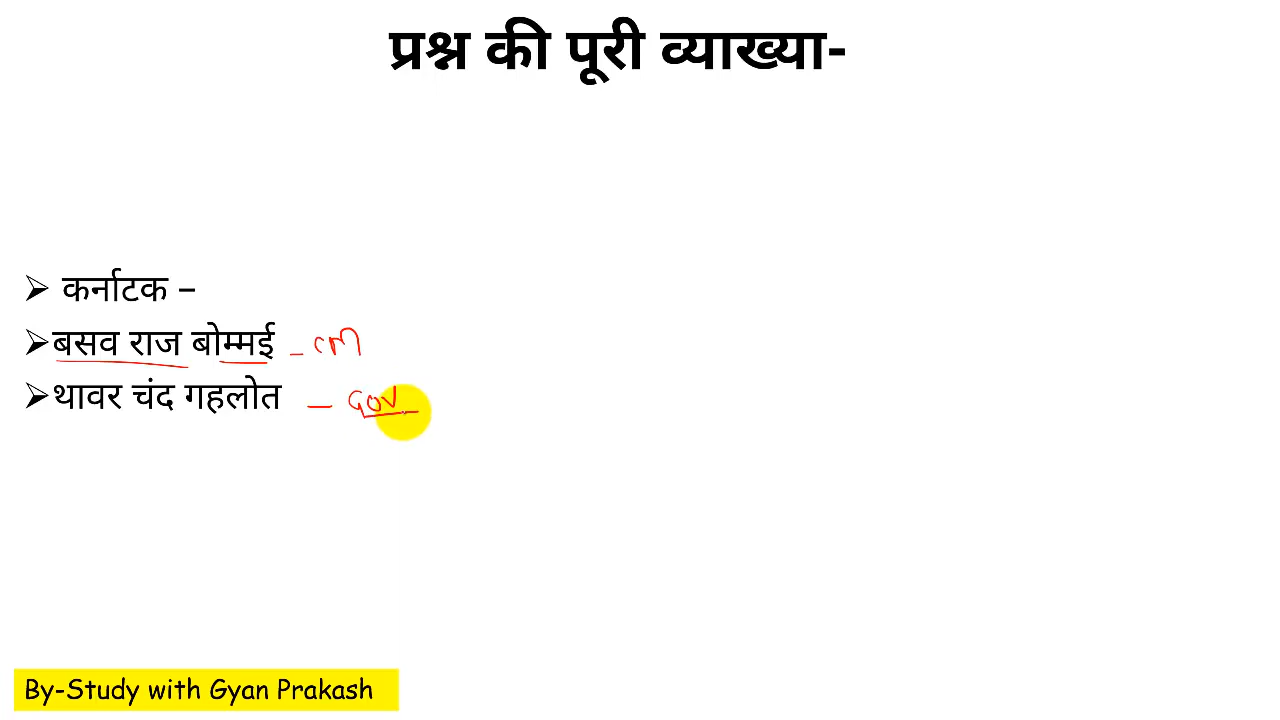 प्रश्न की पूरी व्याख्या-
➢ कर्नाटक –
➢बसव राज बोम्मई - CM
➢थावर चंद गहलोत - GOV
By-Study with Gyan Prakash